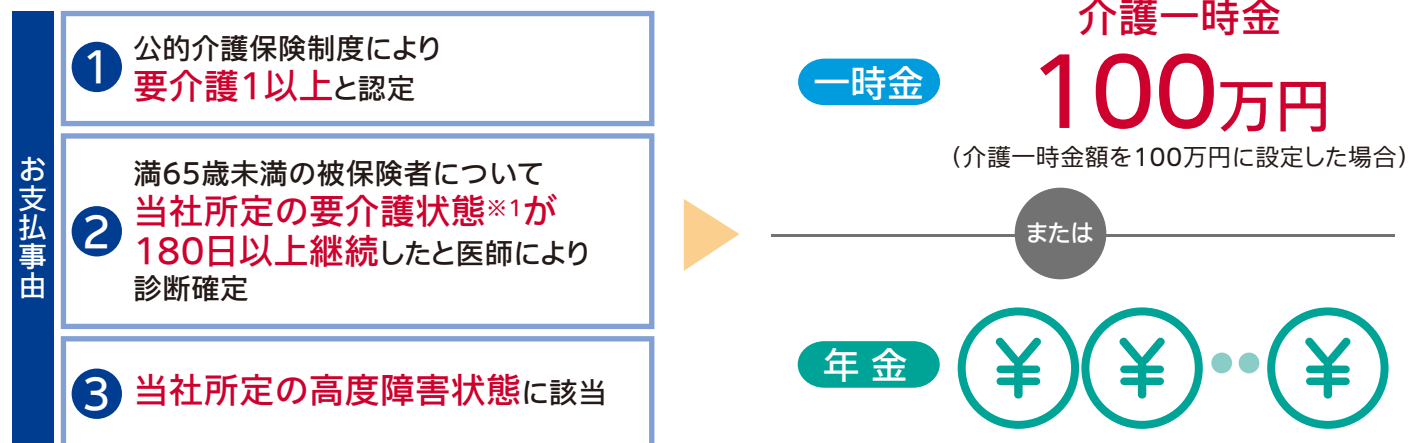 お支払事由
1 公的介護保険制度により
要介護1以上と認定
2 満65歳未満の被保険者について
当社所定の要介護状態※1が
180日以上継続したと医師により
診断確定
3 当社所定の高度障害状態に該当
介護一時金
一時金
100万円
（介護一時金額を100万円に設定した場合）
または
年金
¥ ¥ ¥